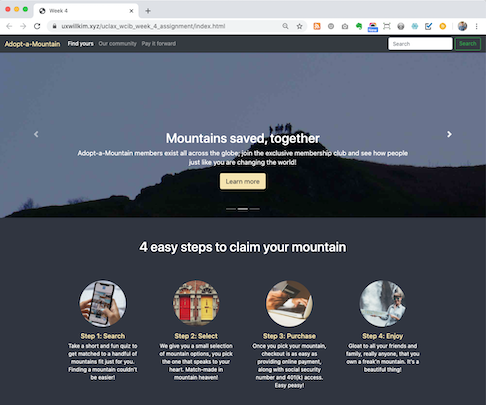 Week 4
uxwillkim.xyz/uclax_wcib_week_4_assignment/index.html
Adopt-a-Mountain Find yours Our community Pay it forward Search Search
Mountains saved, together
Adopt-a-Mountain members exist all across the globe; join the exclusive membership club and see how people
just like you are changing the world!
Learn more
4 easy steps to claim your mountain
Step 1: Search
Take a short and fun quiz to
get matched to a handful of
mountains fit just for you.
Finding a mountain couldn't
be easier!
Step 2: Select
We give you a small selection
of mountain options, you pick
the one that speaks to your
heart. Match-made in
mountain heaven!
Step 3: Purchase
Once you pick your mountain,
checkout is as easy as
providing online payment,
along with social security
number and 401(k) access.
Easy peasy!
Step 4: Enjoy
Gloat to all your friends and
family, really anyone, that you
own a freak'n mountain. It's a
beautiful thing!